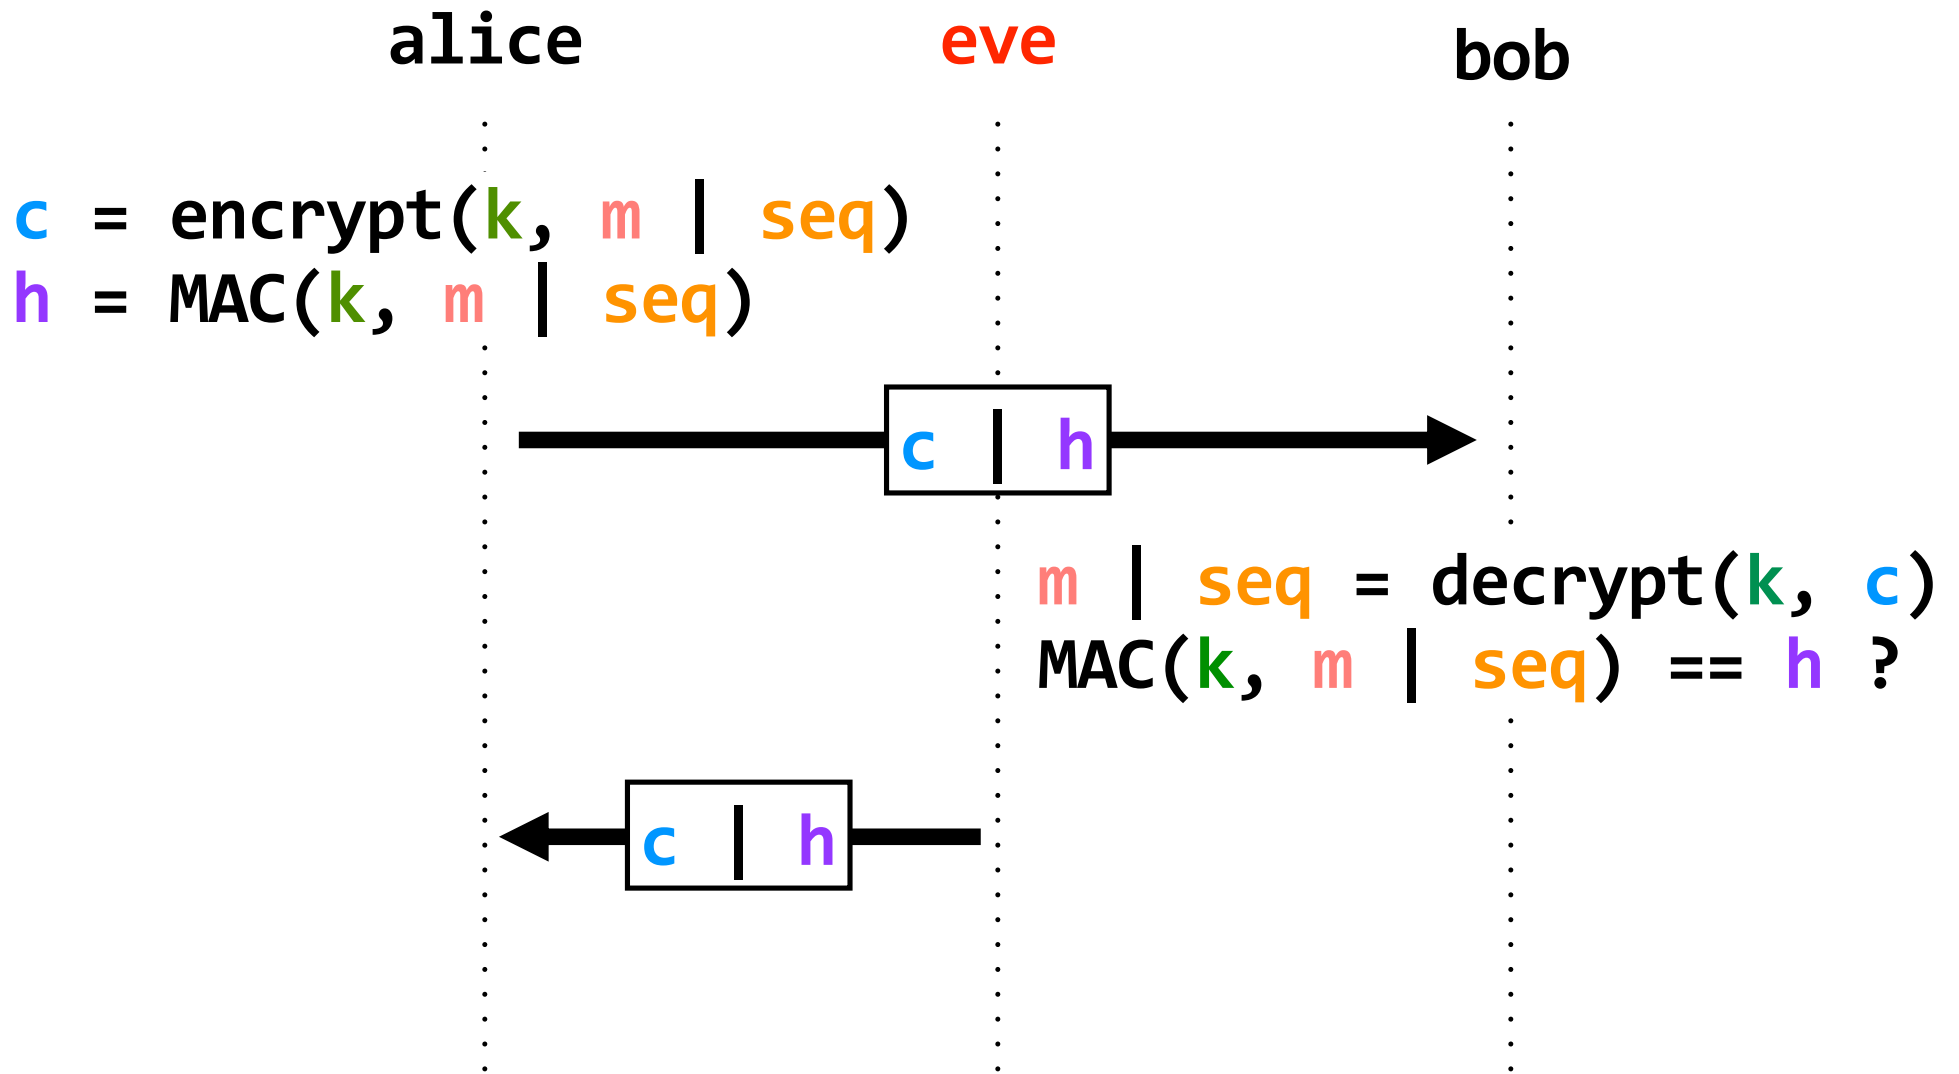 alice eve bob
c = encrypt(k, m | seq)
h = MAC(k, m | seq)
c | h
m | seq = decrypt(k, c)
MAC(k, m | seq) == h ?
c | h